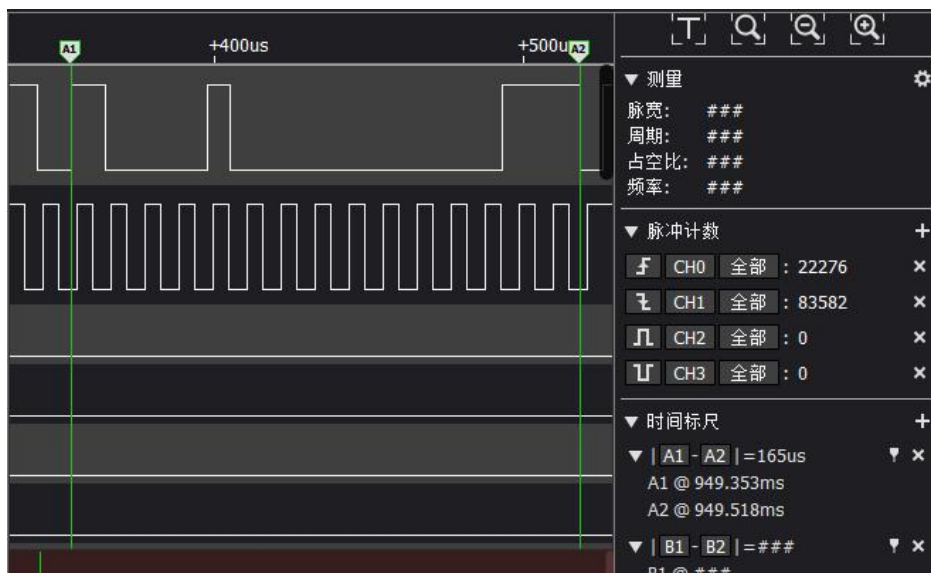 A1
+400us
+500u
A2
T
▼ 测量
脉宽: ###
周期: ###
占空比: ###
频率: ###
▼ 脉冲计数 +
CH0 全部 : 22276 ×
CH1 全部 : 83582 ×
CH2 全部 : 0 ×
CH3 全部 : 0 ×
▼ 时间标尺 +
▼ | A1 - A2 | =165us ×
A1 @ 949.353ms
A2 @ 949.518ms
▼ | B1 - B2 | =### ×
B1 @ ###